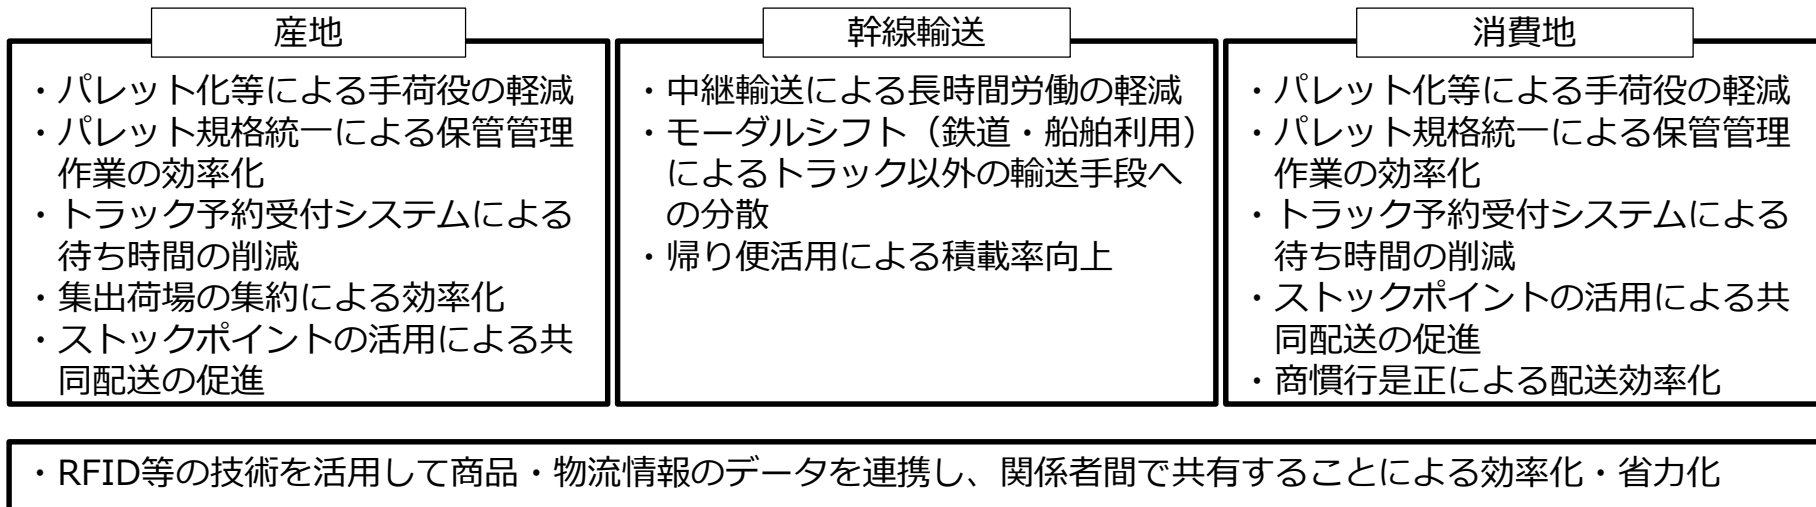 産地
・パレット化等による手荷役の軽減
・パレット規格統一による保管管理
作業の効率化
・トラック予約受付システムによる
待ち時間の削減
・集出荷場の集約による効率化
・ストックポイントの活用による共
同配送の促進
幹線輸送
・中継輸送による長時間労働の軽減
・モーダルシフト（鉄道・船舶利用）
によるトラック以外の輸送手段へ
の分散
・帰り便活用による積載率向上
消費地
・パレット化等による手荷役の軽減
・パレット規格統一による保管管理
作業の効率化
・トラック予約受付システムによる
待ち時間の削減
・ストックポイントの活用による共
同配送の促進
・商慣行是正による配送効率化
・RFID等の技術を活用して商品・物流情報のデータを連携し、関係者間で共有することによる効率化・省力化